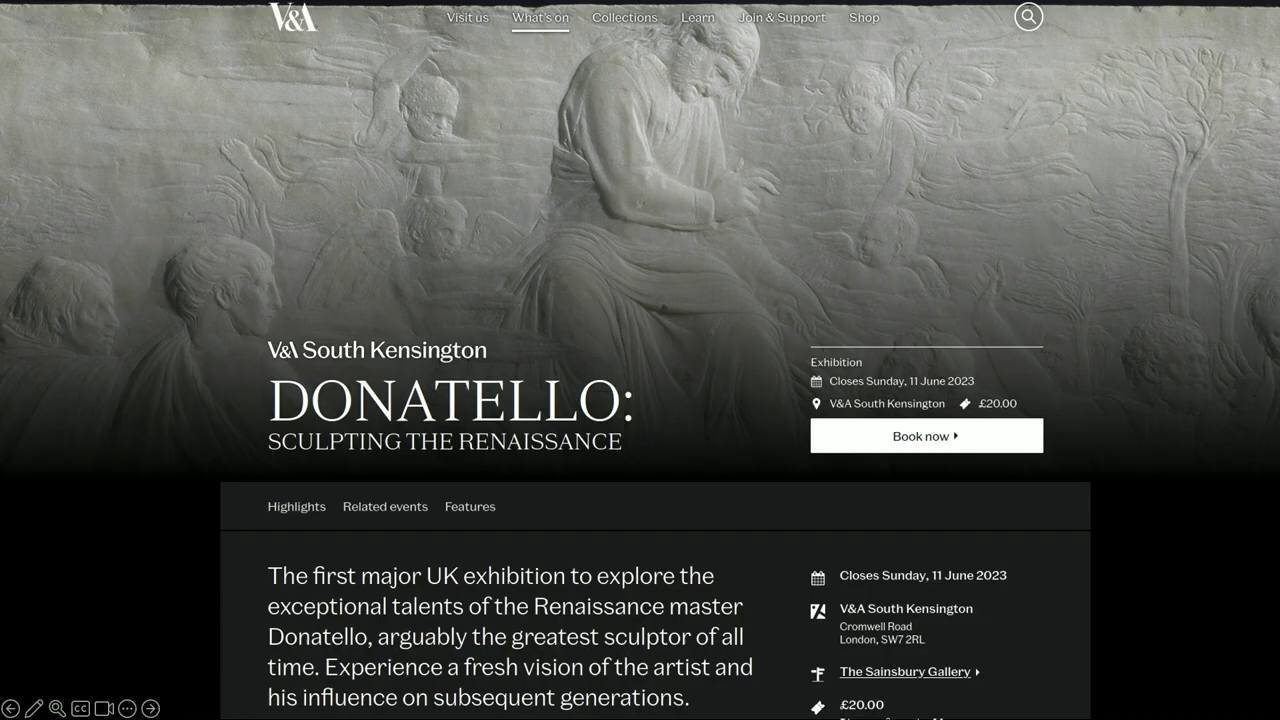 V&A
Visit us What's on Collections Learn Join & Support Shop
V&A South Kensington
DONATELLO:
SCULPTING THE RENAISSANCE
Exhibition
Closes Sunday, 11 June 2023
V&A South Kensington £20.00
Book now
Highlights Related events Features
The first major UK exhibition to explore the
exceptional talents of the Renaissance master
Donatello, arguably the greatest sculptor of all
time. Experience a fresh vision of the artist and
his influence on subsequent generations.
Closes Sunday, 11 June 2023
V&A South Kensington
Cromwell Road
London, SW7 2RL
The Sainsbury Gallery
£20.00
CC